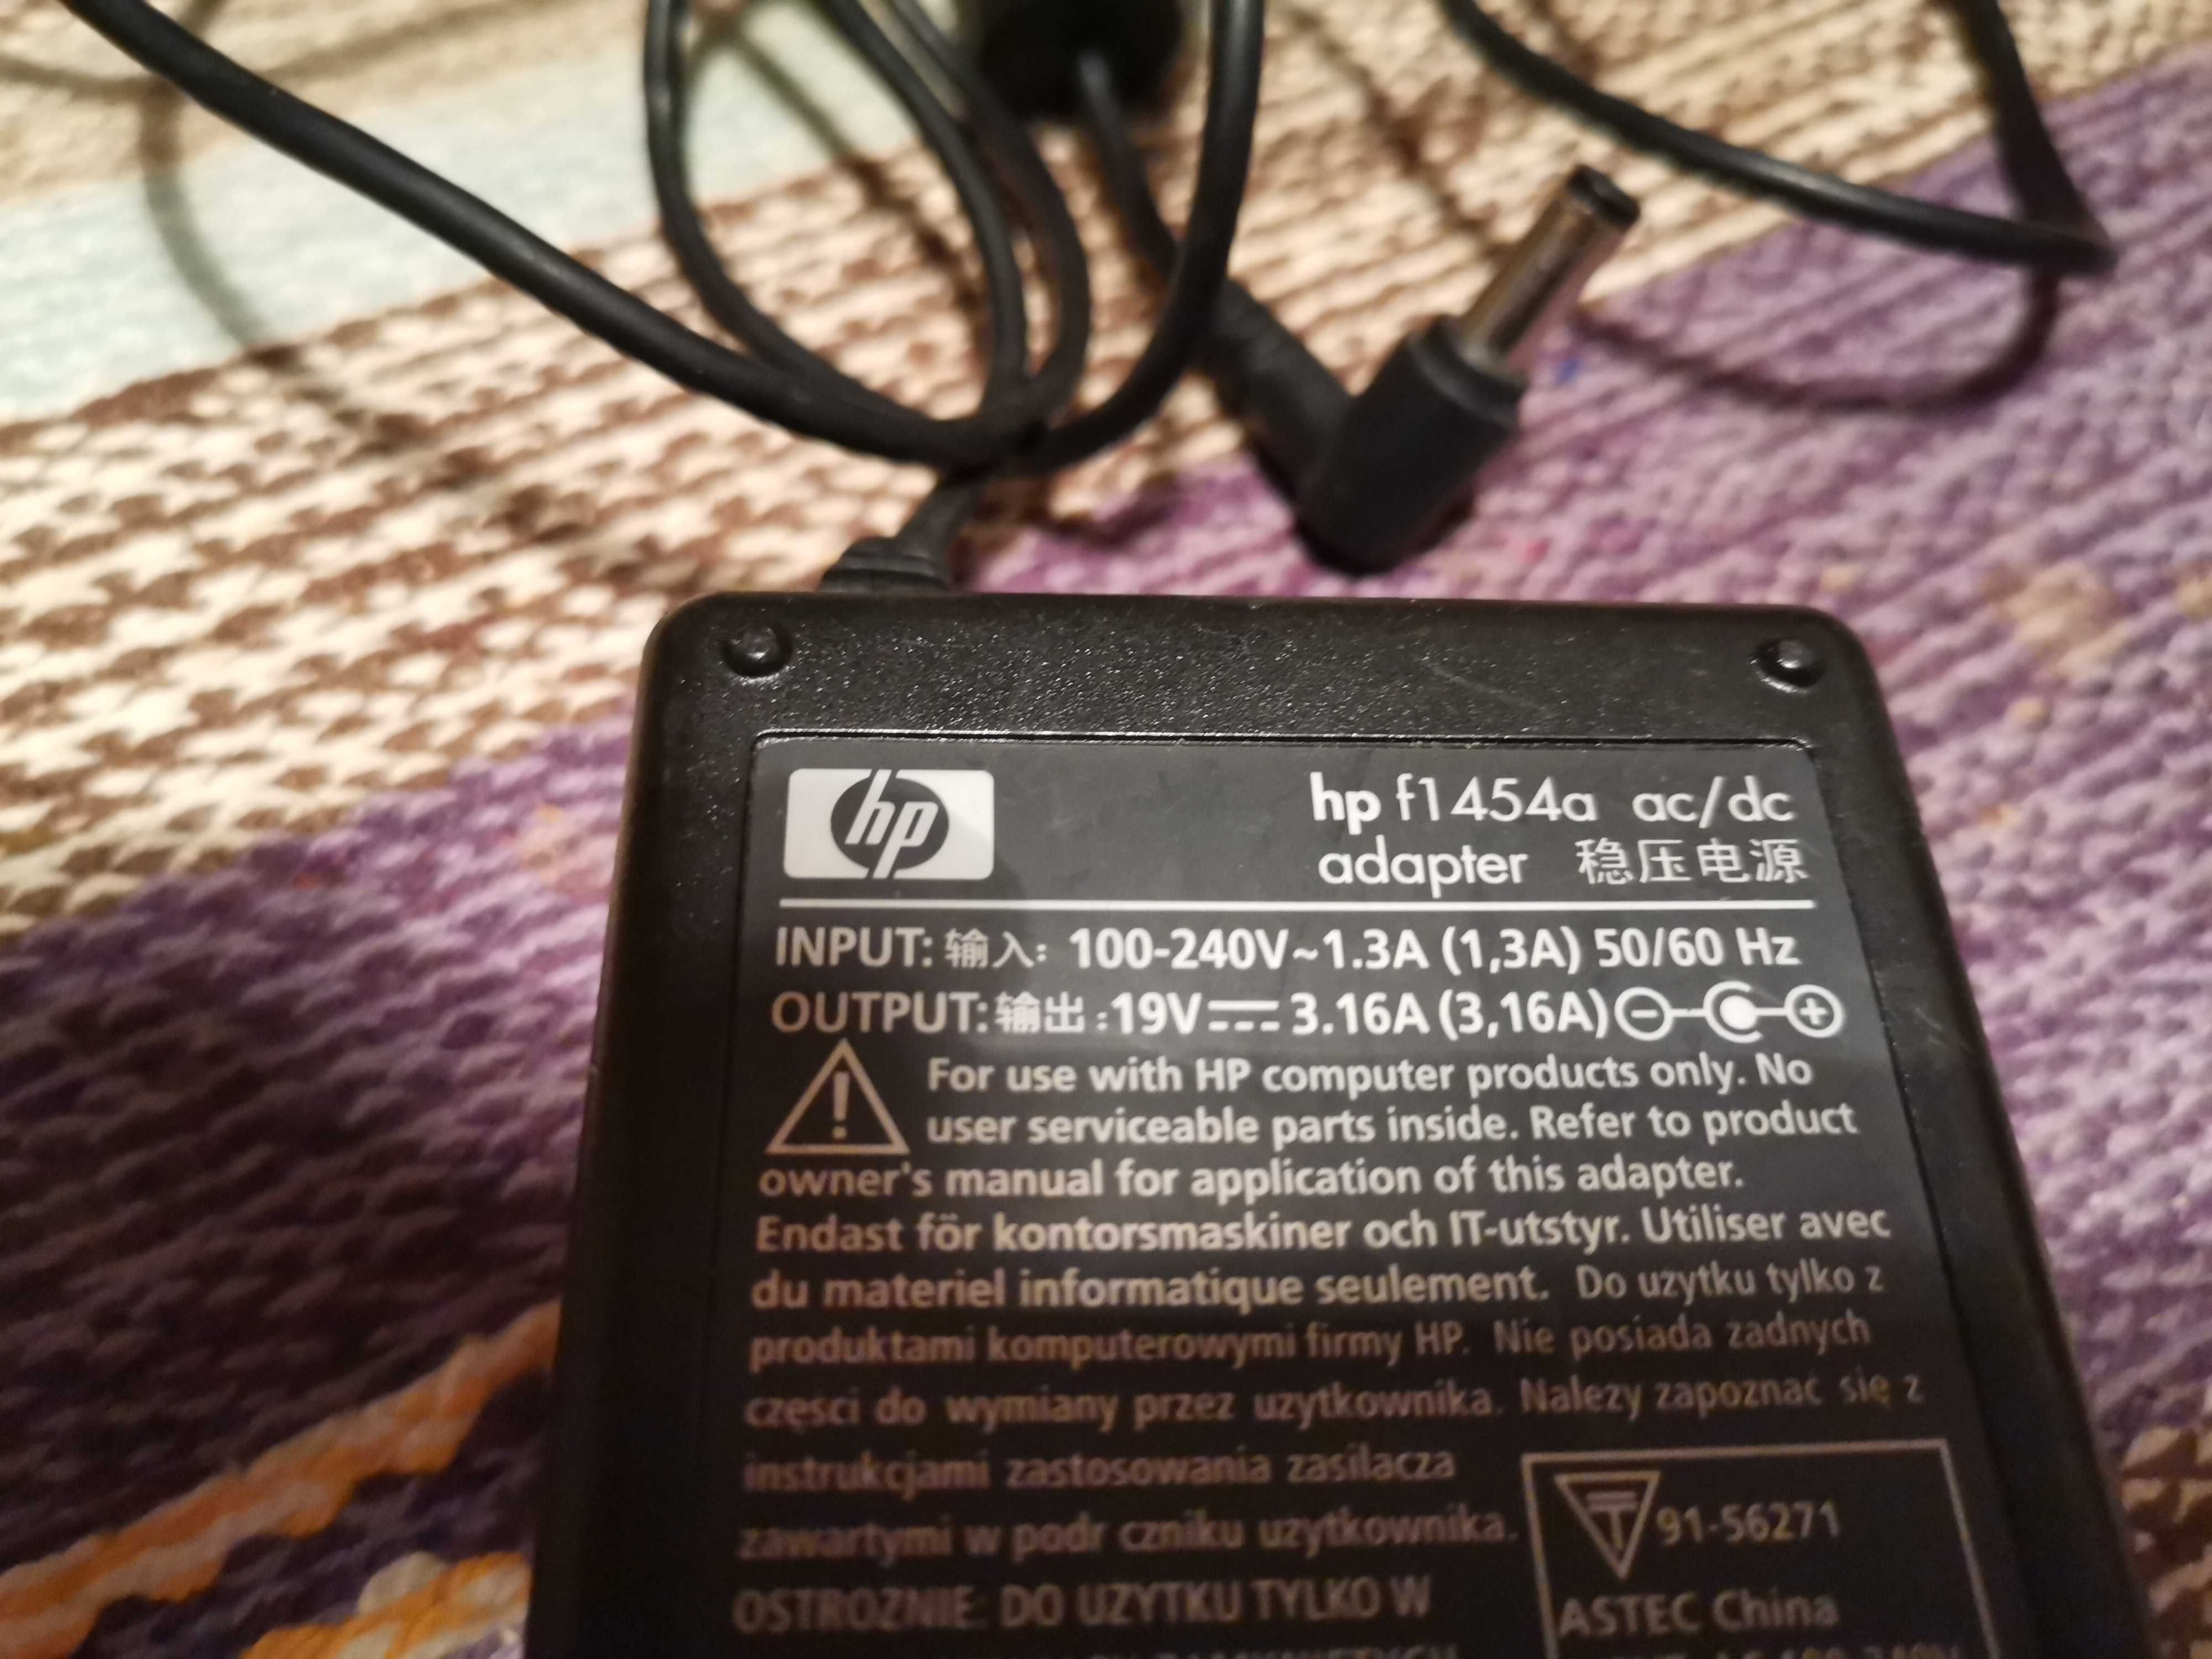 hp
hp f1454a ac/dc
adapter 稳压电源
INPUT: 输入: 100-240V~1.3A (1,3A) 50/60 Hz
OUTPUT: 输出: 19V 3.16A (3,16A)
For use with HP computer products only. No
user serviceable parts inside. Refer to product
owner's manual for application of this adapter.
Endast för kontorsmaskiner och IT-utstyr. Utiliser avec
du materiel informatique seulement. Do uzytku tylko z
produktami komputerowymi firmy HP. Nie posiada zadnych
częsci do wymiany przez uzytkownika. Nalezy zapoznac się z
instrukcjami zastosowania zasilacza
zawartymi w podr czniku uzytkownika.
OSTROZNIE: DO UZYTKU TYLKO W
T 91-56271
ASTEC China